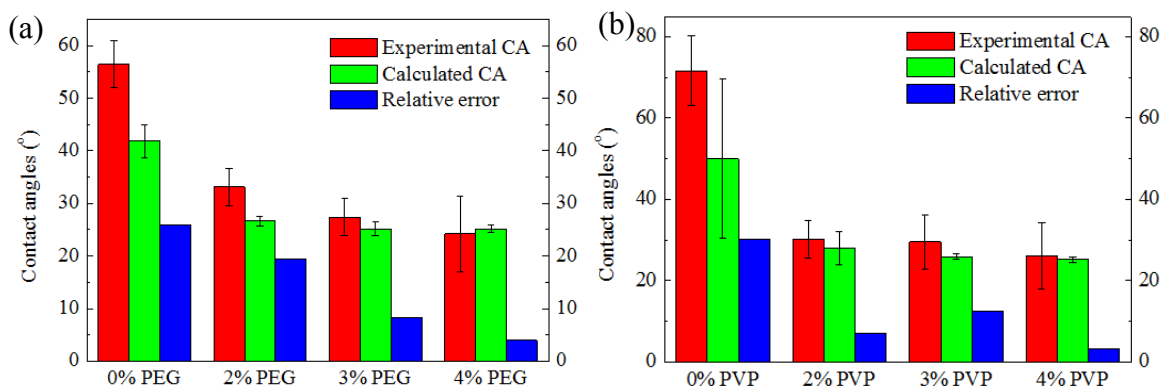 (a)
Experimental CA
Calculated CA
Relative error
Contact angles (°)
60
50
40
30
20
10
0
60
50
40
30
20
10
0
0% PEG 2% PEG 3% PEG 4% PEG
(b)
Experimental CA
Calculated CA
Relative error
Contact angles (°)
80
60
40
20
0
80
60
40
20
0
0% PVP 2% PVP 3% PVP 4% PVP